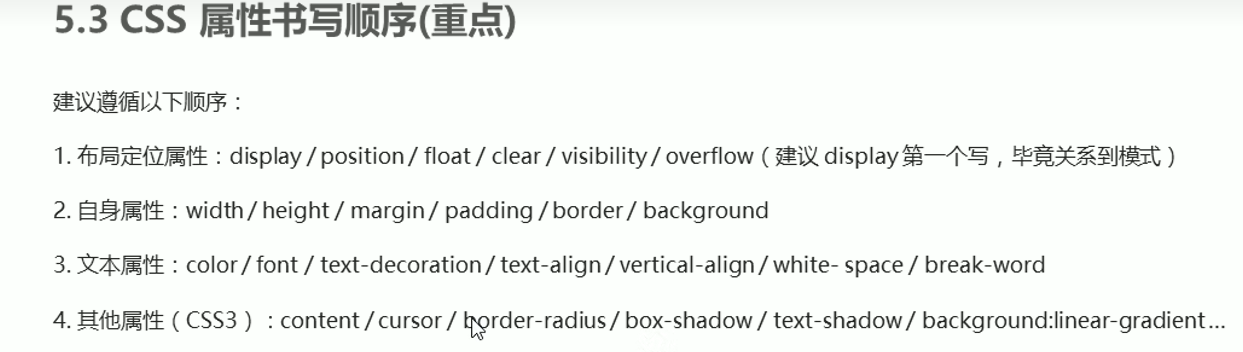 5.3 CSS 属性书写顺序(重点)
建议遵循以下顺序：
1. 布局定位属性：display / position / float / clear / visibility / overflow（建议 display 第一个写，毕竟关系到模式）
2. 自身属性：width / height / margin / padding / border / background
3. 文本属性：color / font / text-decoration / text-align / vertical-align / white- space / break-word
4. 其他属性（CSS3）：content / cursor / border-radius / box-shadow / text-shadow / background:linear-gradient...